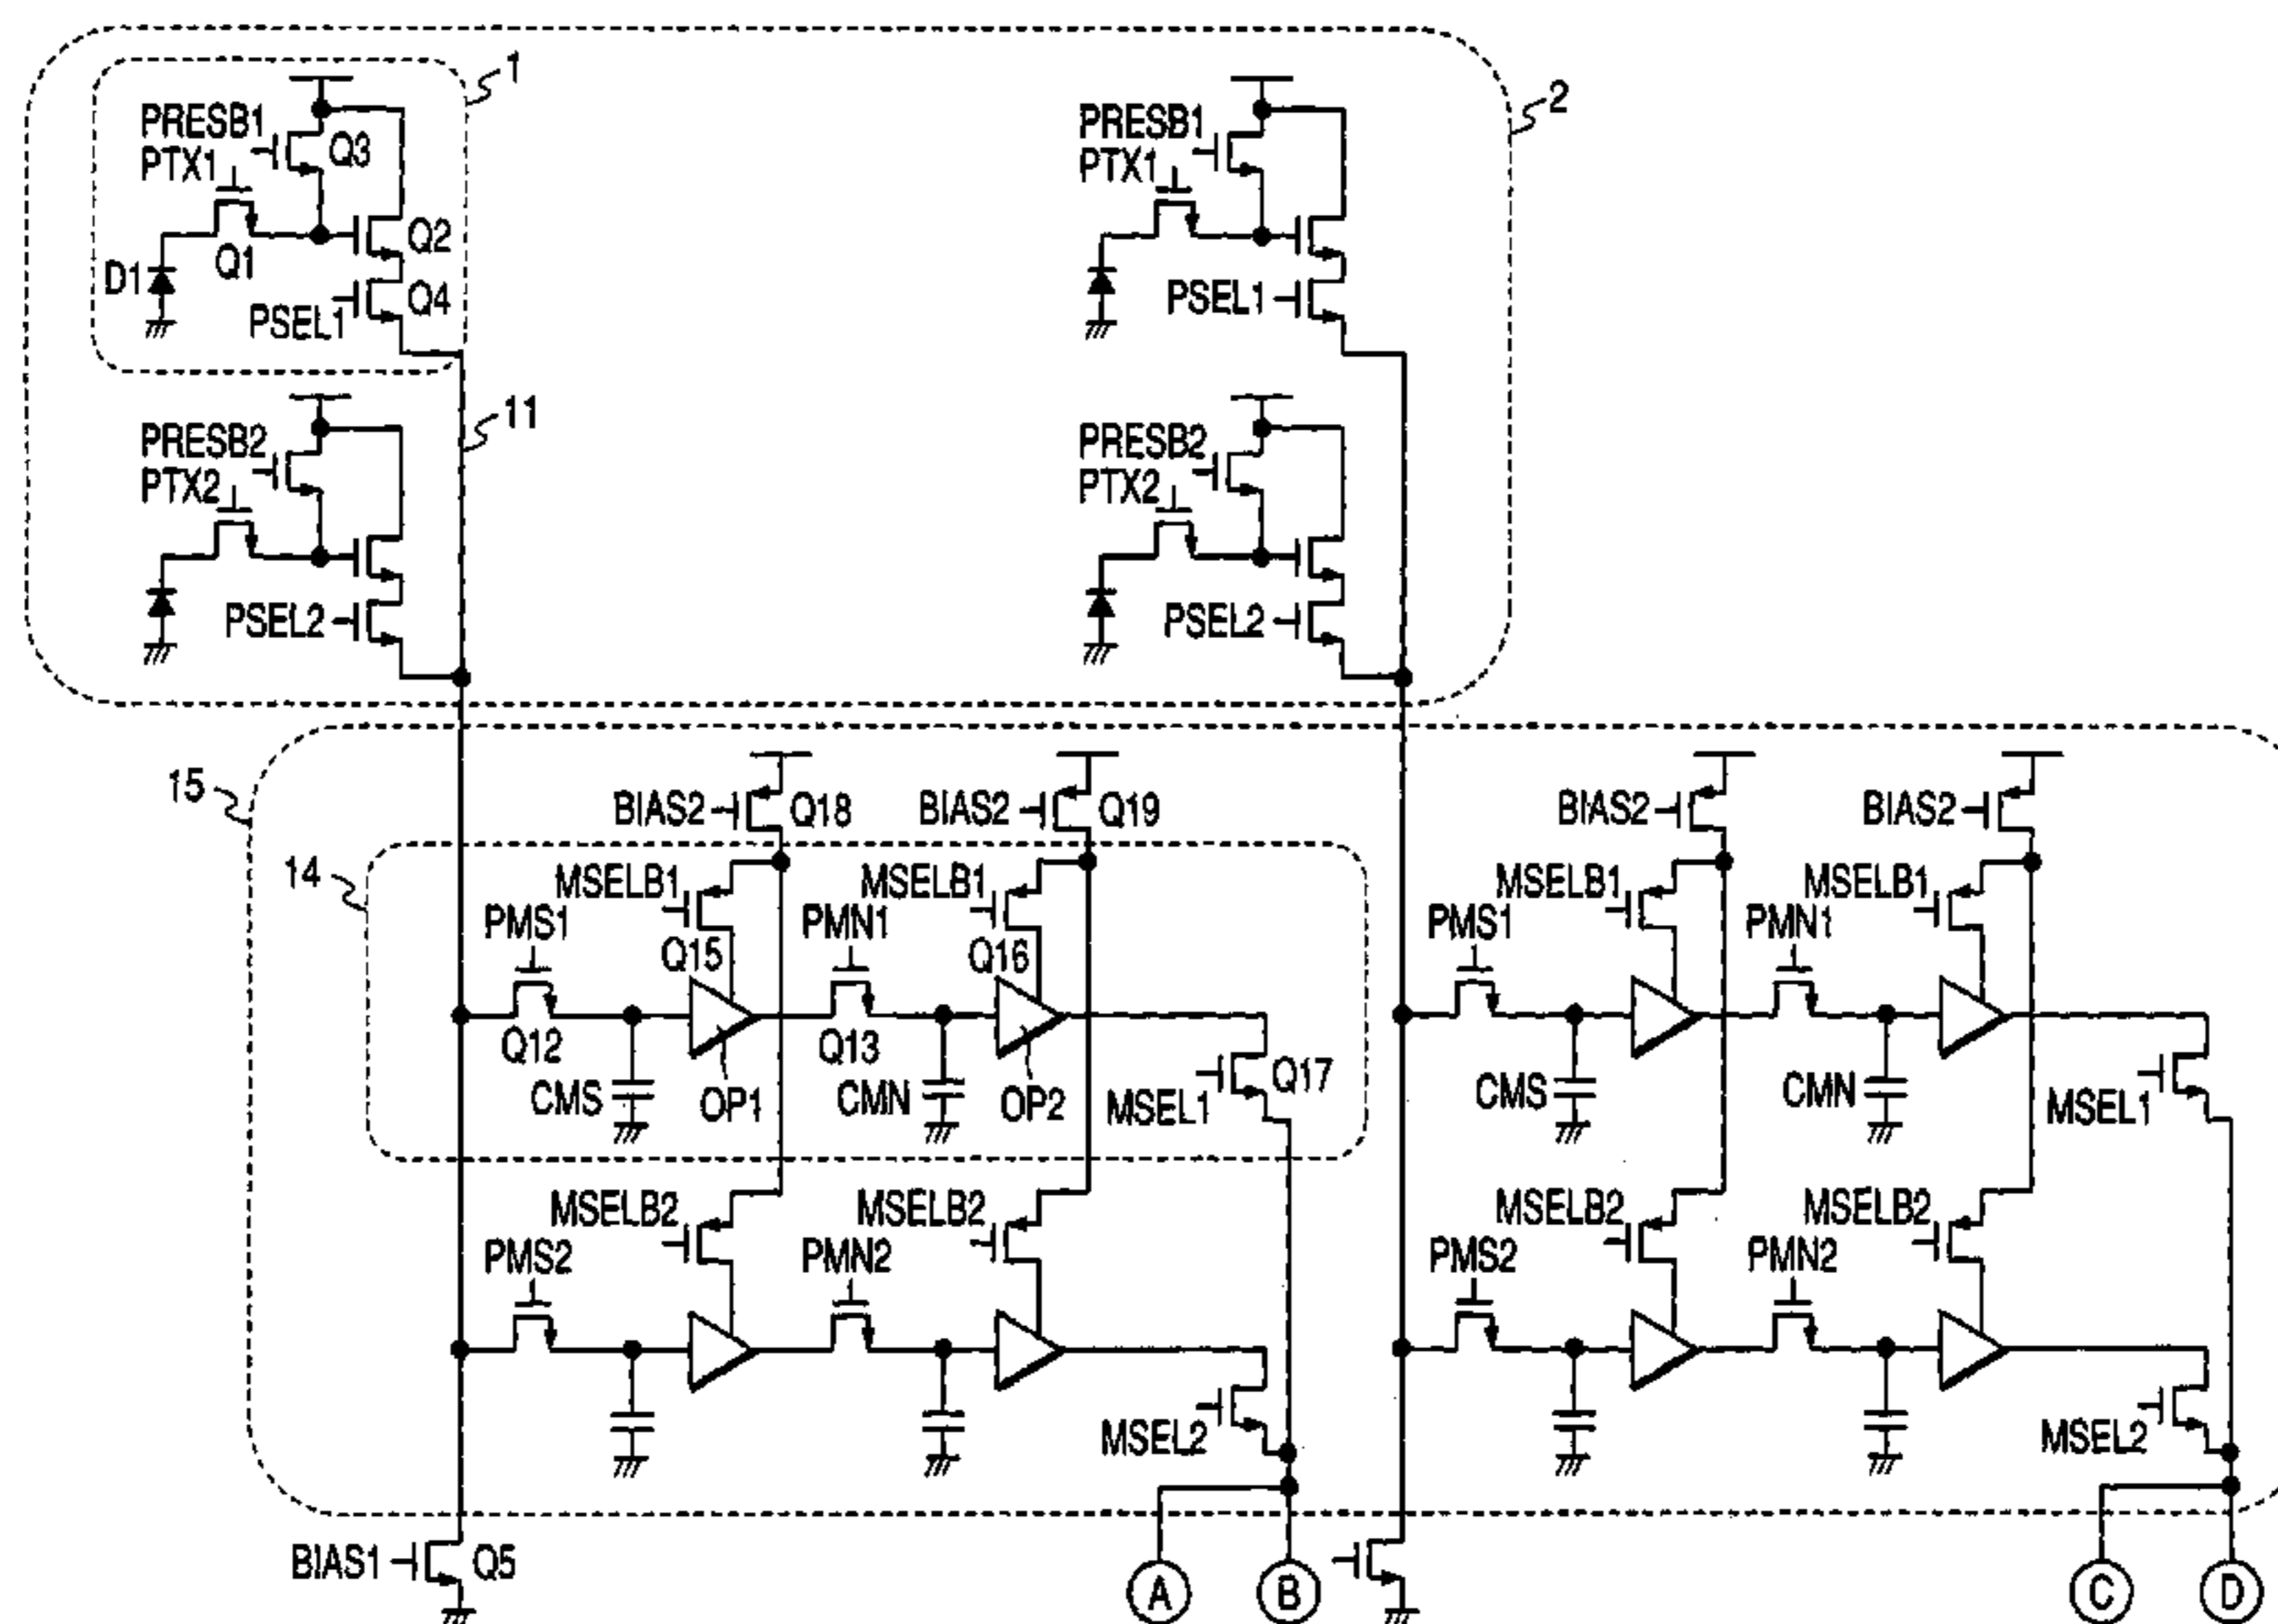 1
PRESB1
PTX1
Q3
Q2
Q1
D1
Q4
PSEL1
PRESB1
PTX1
PSEL1
2
11
PRESB2
PTX2
PSEL2
PRESB2
PTX2
PSEL2
15
BIAS2
Q18
BIAS2
Q19
BIAS2
BIAS2
14
MSELB1
MSELB1
MSELB1
MSELB1
PMS1
Q15
PMN1
Q16
PMS1
PMN1
Q12
Q13
CMS
OP1
CMN
OP2
MSEL1
Q17
CMS
CMN
MSEL1
MSELB2
MSELB2
MSELB2
MSELB2
PMS2
PMN2
PMS2
PMN2
MSEL2
MSEL2
BIAS1
Q5
A
B
C
D